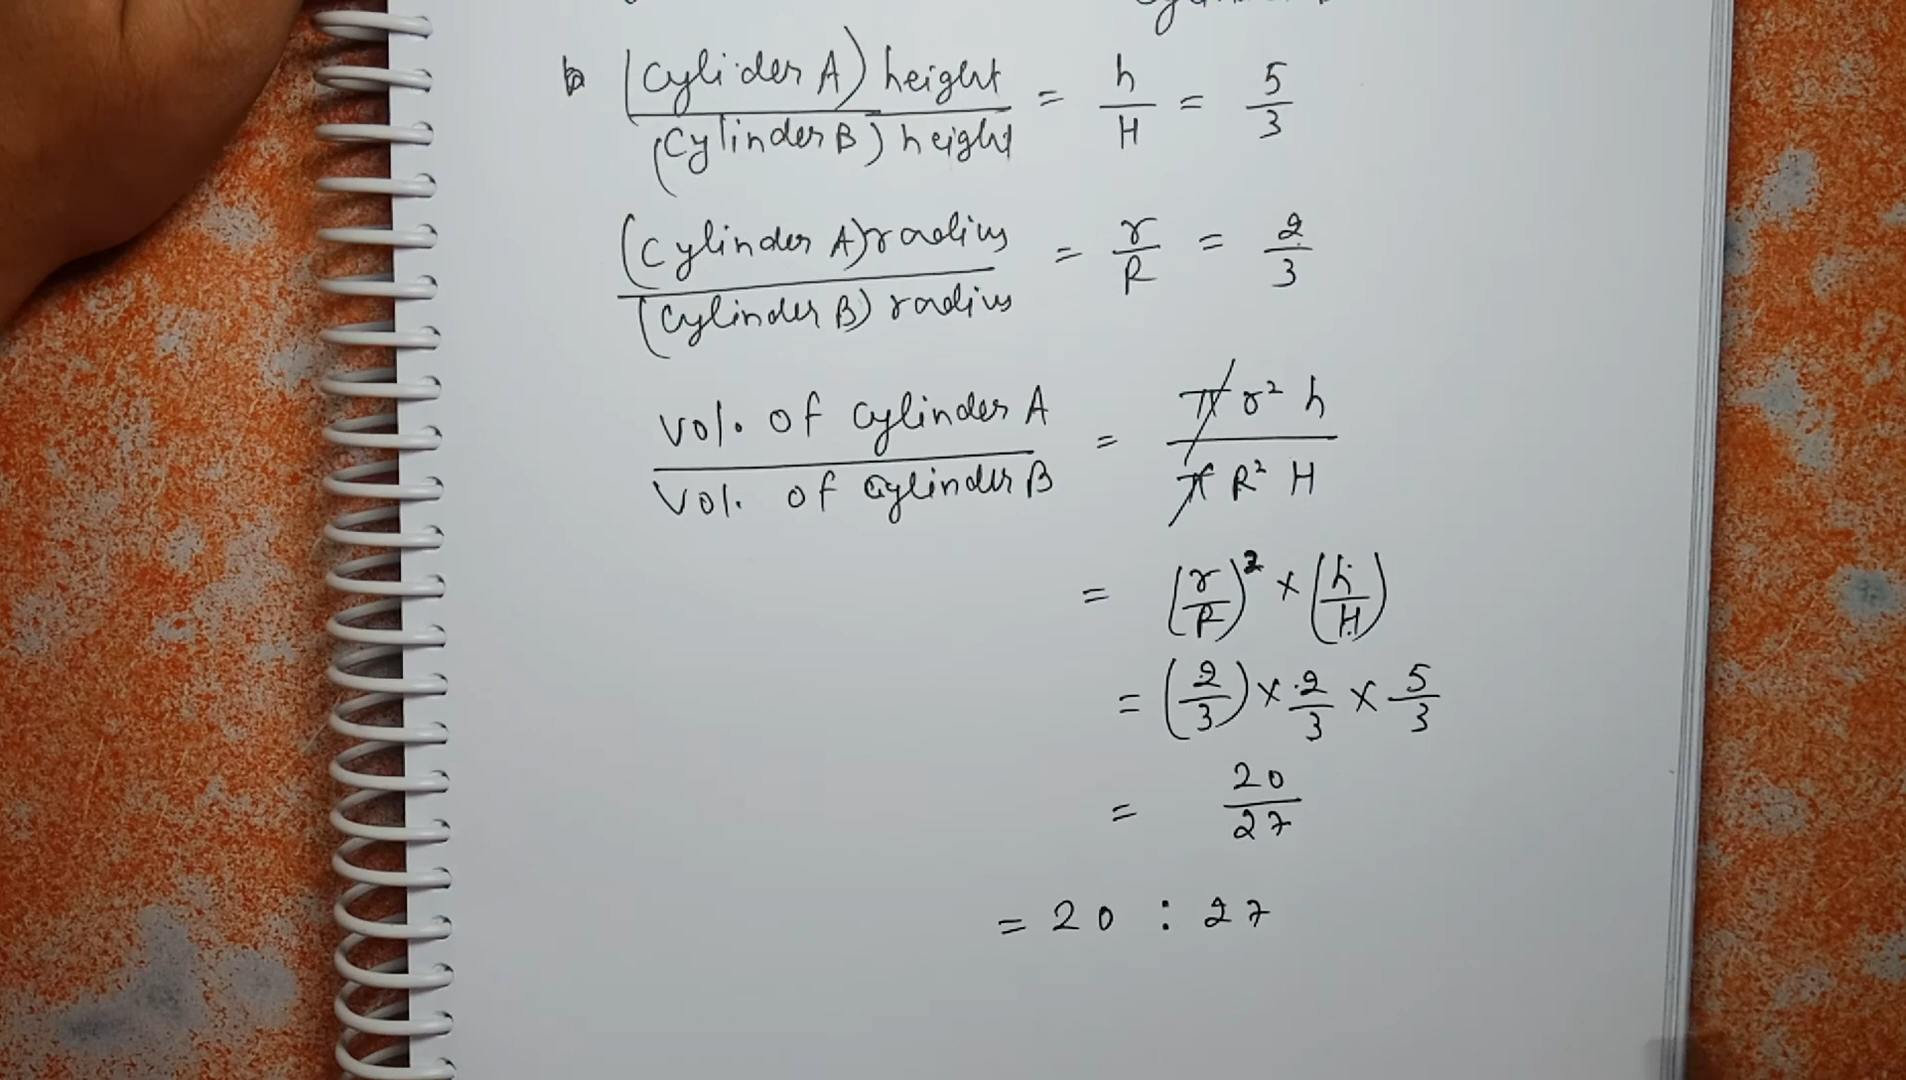 (Cylider A) height / (Cylinder B) height = h/H = 5/3
(Cylinder A) radius / (Cylinder B) radius = r/R = 2/3
Vol. of cylinder A / Vol. of cylinder B = π r² h / π R² H
= (r/R)² × (h/H)
= (2/3) × 2/3 × 5/3
= 20/27
= 20 : 27